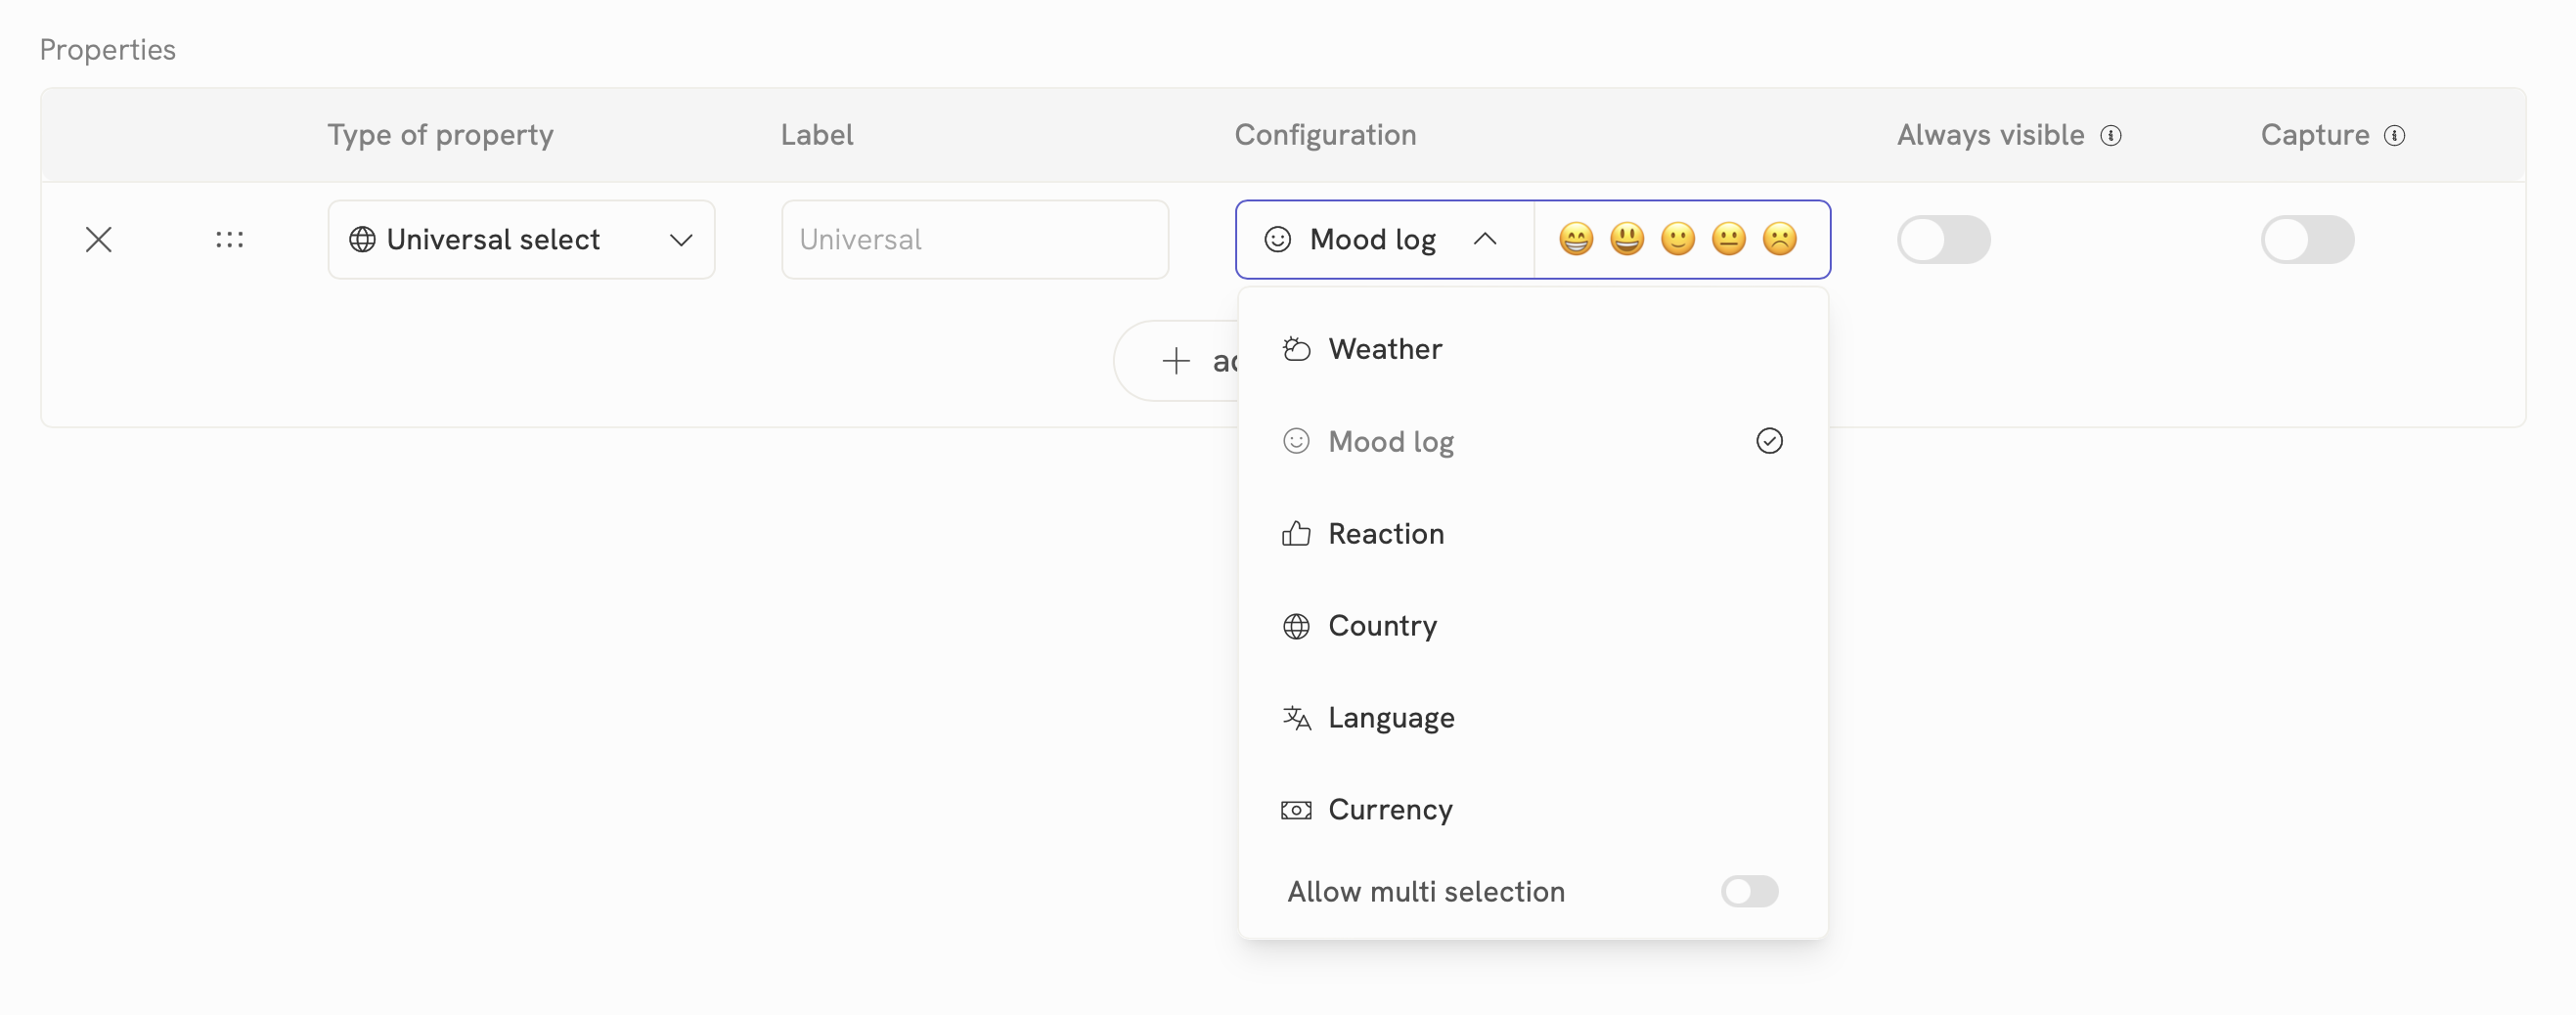 Properties
Type of property Label Configuration Always visible Capture
Universal select Universal Mood log
Weather
Mood log
Reaction
Country
Language
Currency
Allow multi selection